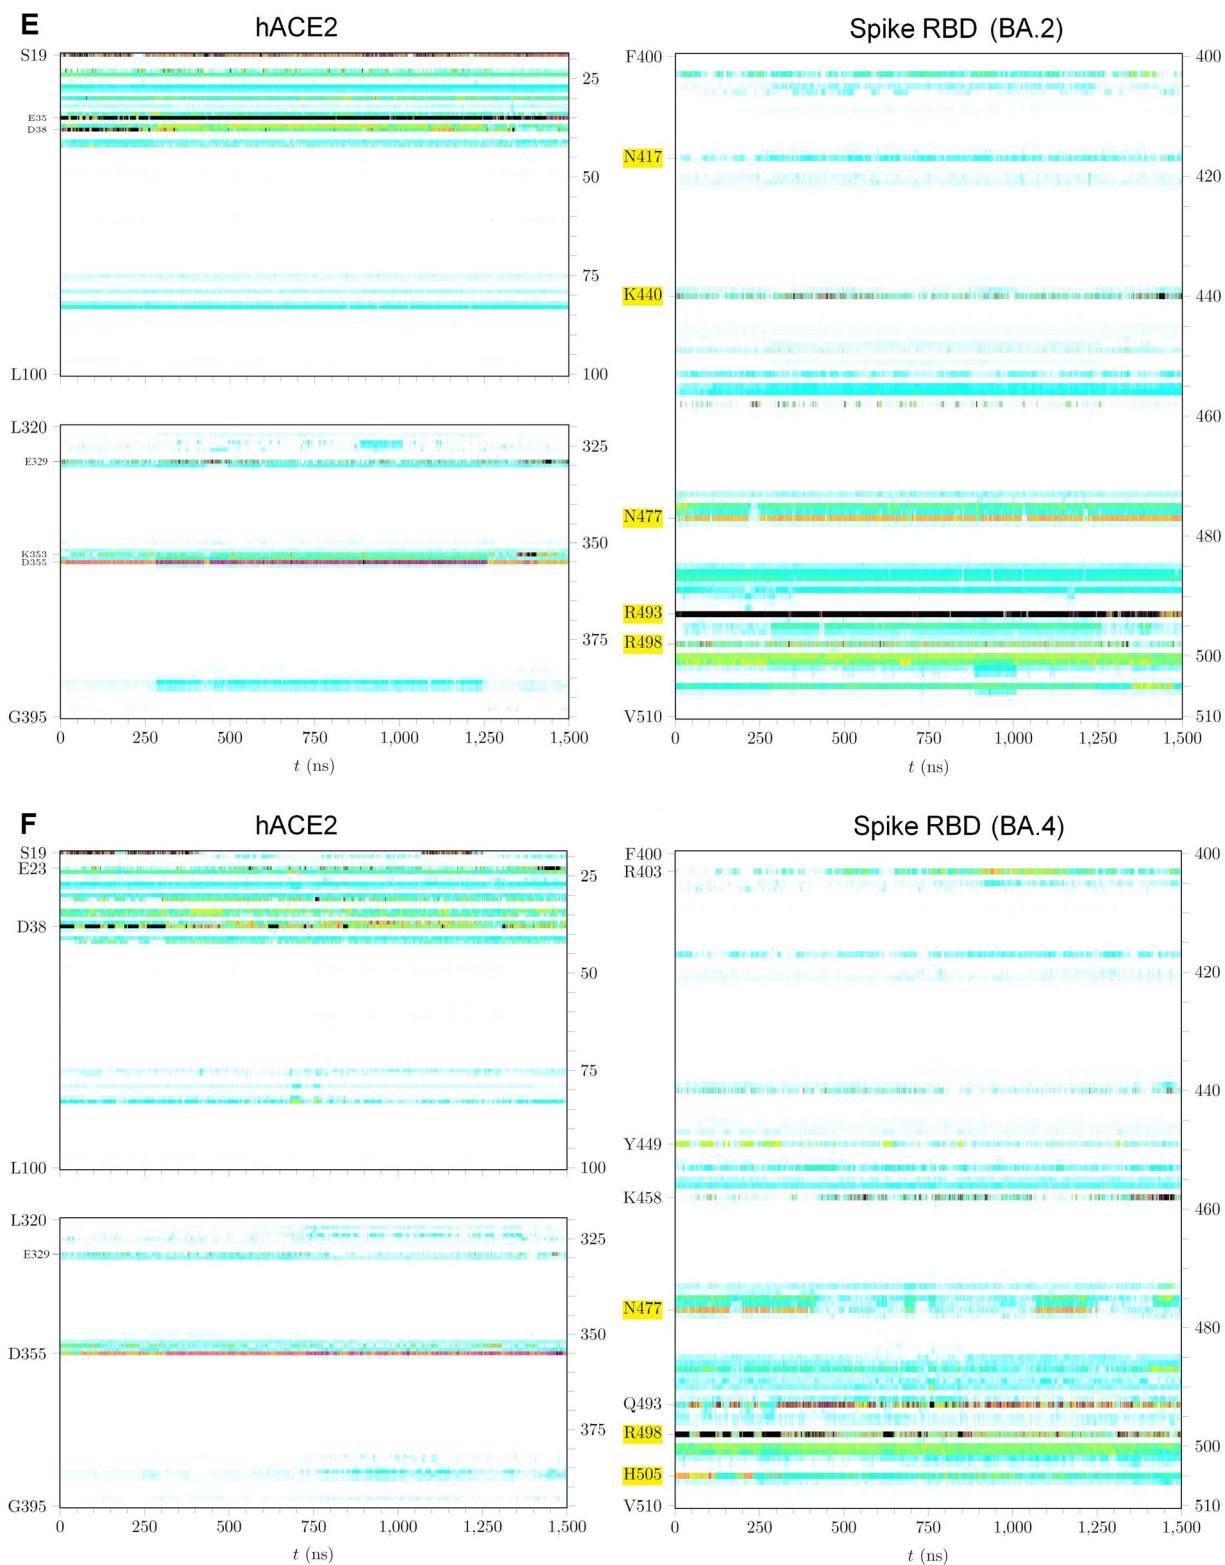 E
hACE2
Spike RBD (BA.2)
S19
E35
D38
L100
25
50
75
100
L320
E329
K353
D355
G395
325
350
375
0 250 500 750 1,000 1,250 1,500
t (ns)
F400
N417
K440
N477
R493
R498
V510
400
420
440
460
480
500
510
0 250 500 750 1,000 1,250 1,500
t (ns)
F
hACE2
Spike RBD (BA.4)
S19
E23
D38
L100
25
50
75
100
L320
E329
D355
G395
325
350
375
0 250 500 750 1,000 1,250 1,500
t (ns)
F400
R403
Y449
K458
N477
Q493
R498
H505
V510
400
420
440
460
480
500
510
0 250 500 750 1,000 1,250 1,500
t (ns)